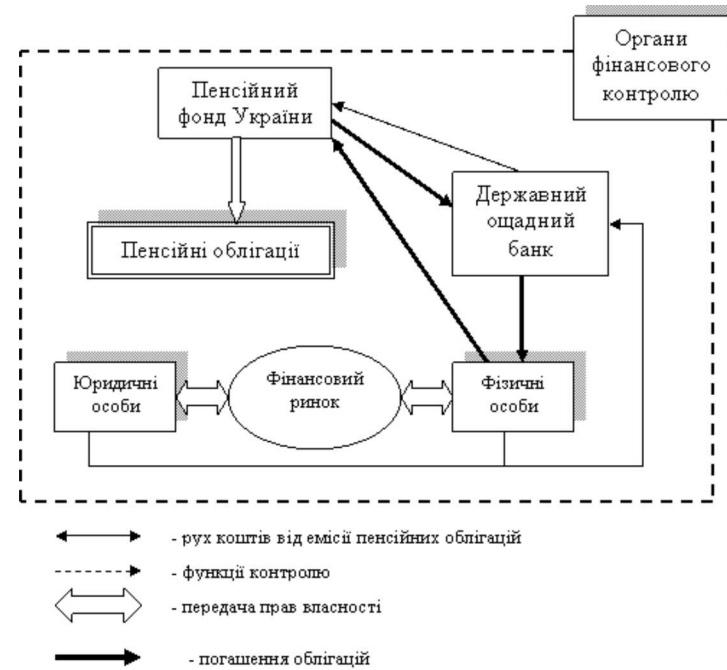 Органи
фінансового
контролю
Пенсійний
фонд України
Державний
ощадний
банк
Пенсійні облігації
Юридичні
особи
Фінансовий
ринок
Фізичні
особи
- рух коштів від емісії пенсійних облігацій
- функції контролю
- передача прав власності
- погашення облігацій